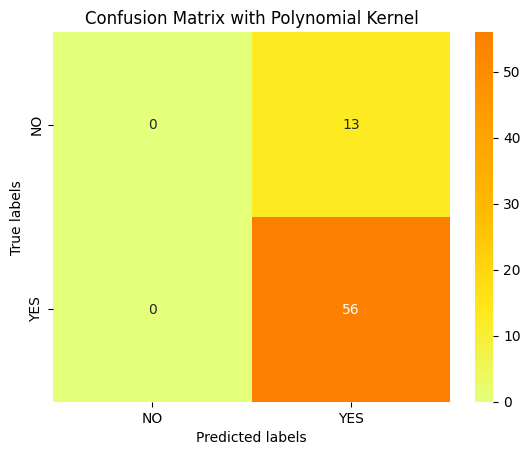 Confusion Matrix with Polynomial Kernel
True labels
NO
YES
0
13
0
56
NO
YES
Predicted labels
50
40
30
20
10
0